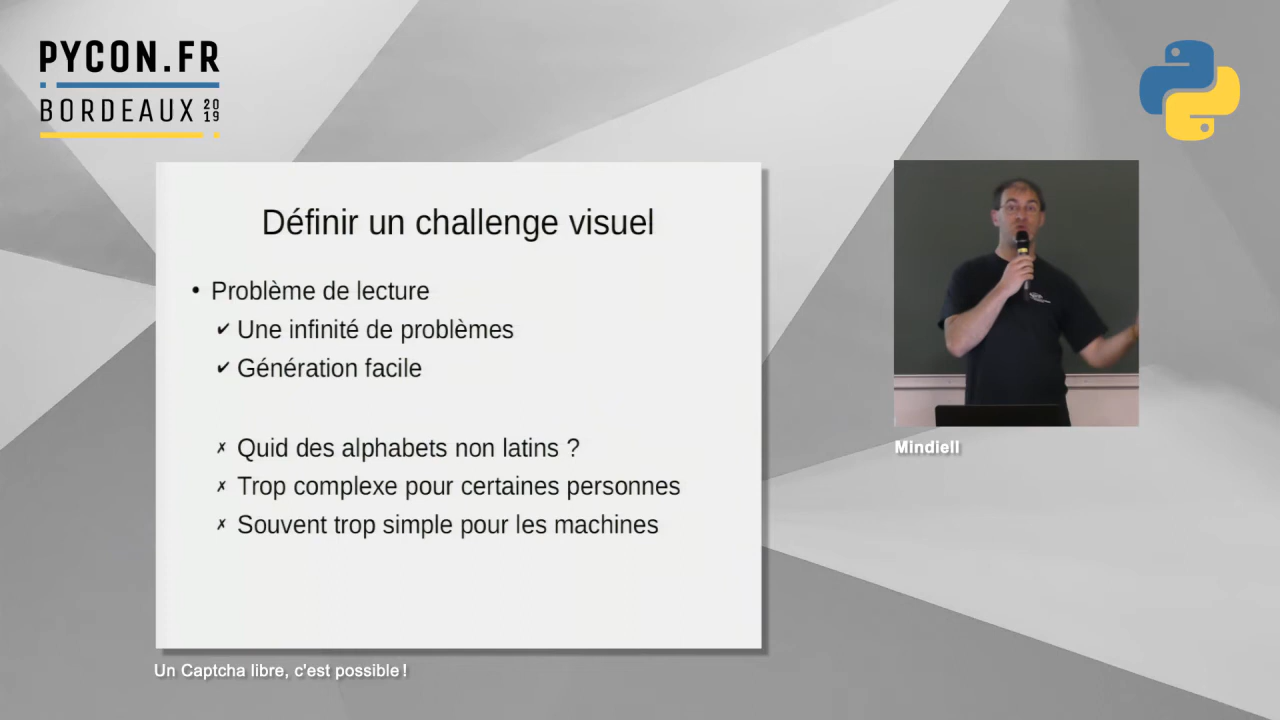 PYCON.FR
BORDEAUX 2019
Définir un challenge visuel
• Problème de lecture
✔ Une infinité de problèmes
✔ Génération facile
✗ Quid des alphabets non latins ?
✗ Trop complexe pour certaines personnes
✗ Souvent trop simple pour les machines
Mindiell
Un Captcha libre, c'est possible !